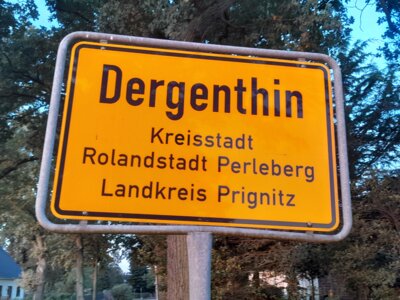 Dergenthin
Kreisstadt
Rolandstadt Perleberg
Landkreis Prignitz